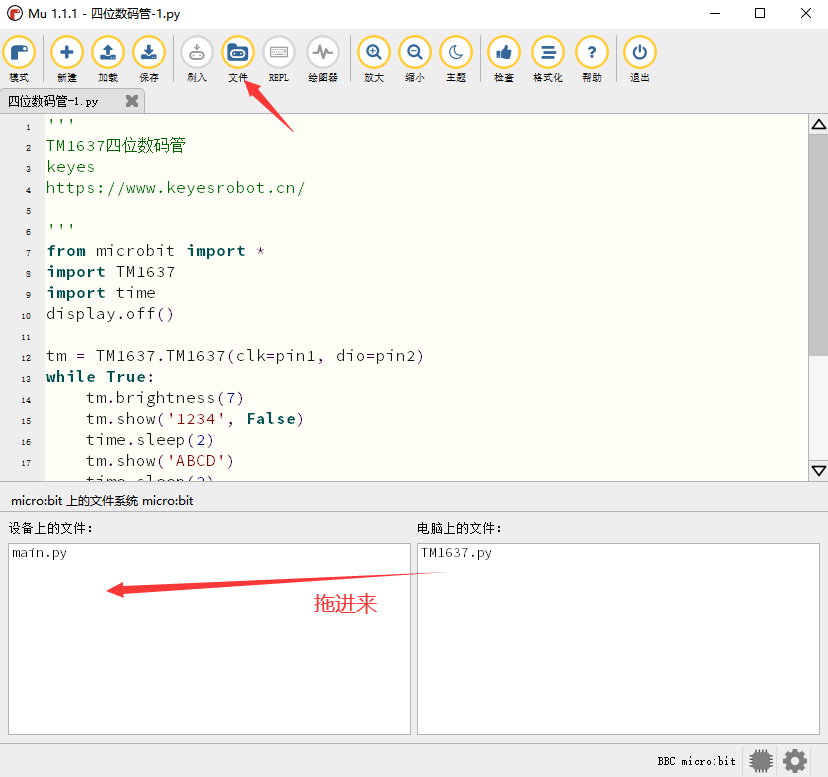 Mu 1.1.1 - 四位数码管-1.py
模式 新建 加载 保存 刷入 文件 REPL 绘图器 放大 缩小 主题 检查 格式化 帮助 退出
四位数码管-1.py
1 '''
2 TM1637四位数码管
3 keyes
4 https://www.keyesrobot.cn/
5
6 '''
7 from microbit import *
8 import TM1637
9 import time
10 display.off()
11
12 tm = TM1637.TM1637(clk=pin1, dio=pin2)
13 while True:
14     tm.brightness(7)
15     tm.show('1234', False)
16     time.sleep(2)
17     tm.show('ABCD')
micro:bit 上的文件系统 micro:bit
设备上的文件: 电脑上的文件:
main.py TM1637.py
拖进来
BBC micro:bit